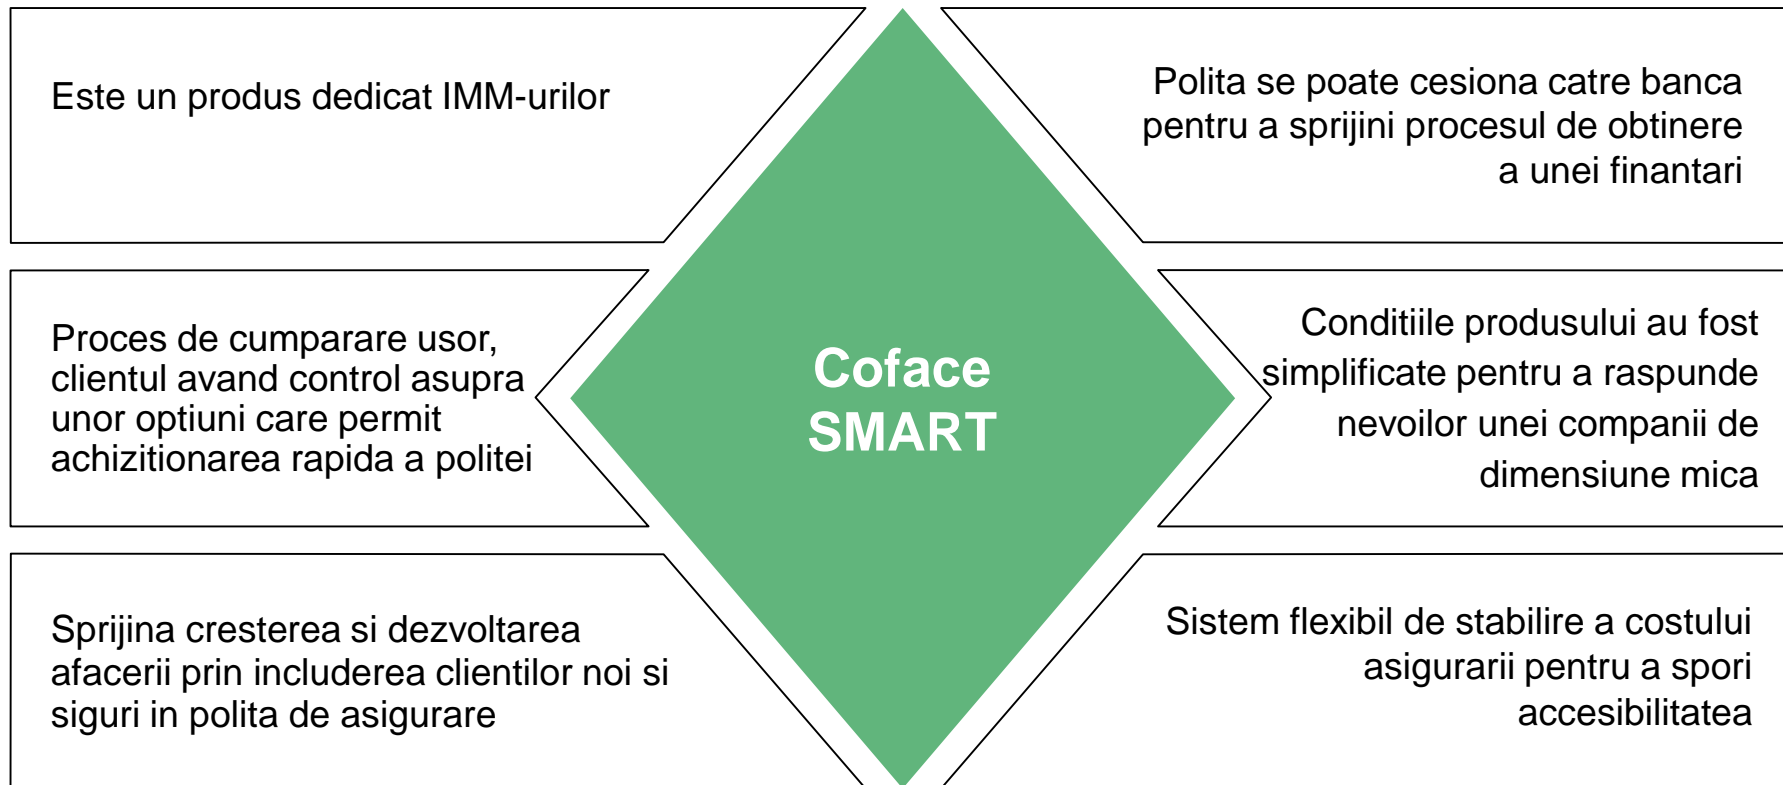 Este un produs dedicat IMM-urilor
Proces de cumparare usor,
clientul avand control asupra
unor optiuni care permit
achizitionarea rapida a politei
Sprijina cresterea si dezvoltarea
afacerii prin includerea clientilor noi si
siguri in polita de asigurare
Coface
SMART
Polita se poate cesiona catre banca
pentru a sprijini procesul de obtinere
a unei finantari
Conditiile produsului au fost
simplificate pentru a raspunde
nevoilor unei companii de
dimensiune mica
Sistem flexibil de stabilire a costului
asigurarii pentru a spori
accesibilitatea